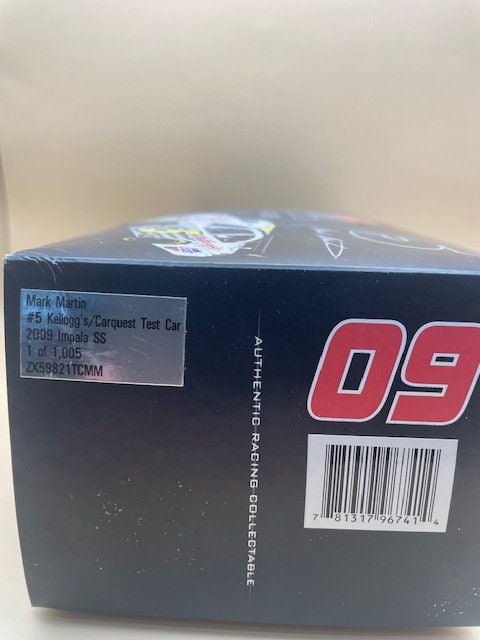 Mark Martin
#5 Kellogg's/Carquest Test Car
2009 Impala SS
1 of 1,005
ZX59821TCMM
AUTHENTIC RACING COLLECTABLE
09
7 81317 96741 4